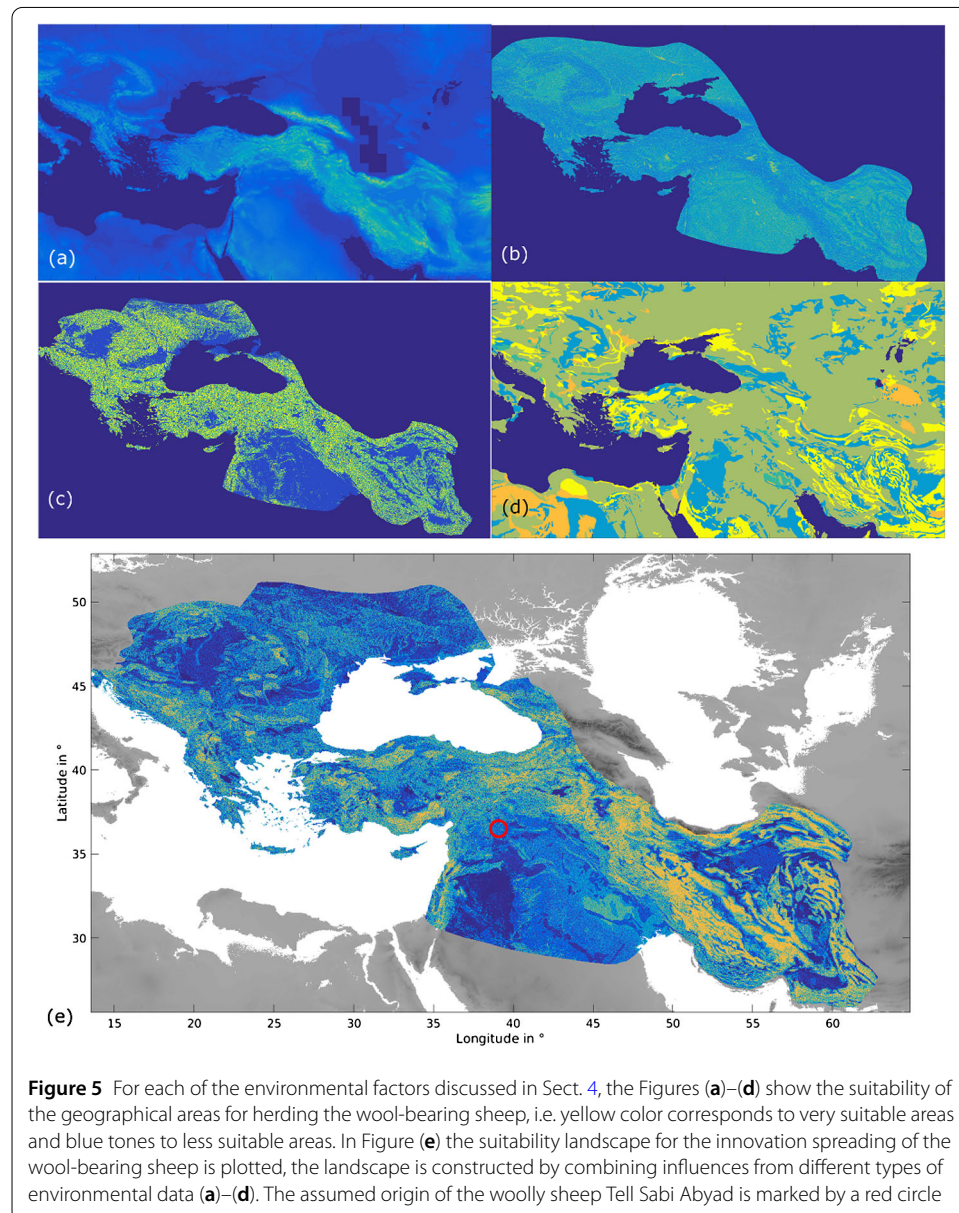 (a)
(b)
(c)
(d)
50
45
40
35
30
Latitude in °
(e)
15 20 25 30 35 40 45 50 55 60
Longitude in °
Figure 5 For each of the environmental factors discussed in Sect. 4, the Figures (a)–(d) show the suitability of
the geographical areas for herding the wool-bearing sheep, i.e. yellow color corresponds to very suitable areas
and blue tones to less suitable areas. In Figure (e) the suitability landscape for the innovation spreading of the
wool-bearing sheep is plotted, the landscape is constructed by combining influences from different types of
environmental data (a)–(d). The assumed origin of the woolly sheep Tell Sabi Abyad is marked by a red circle